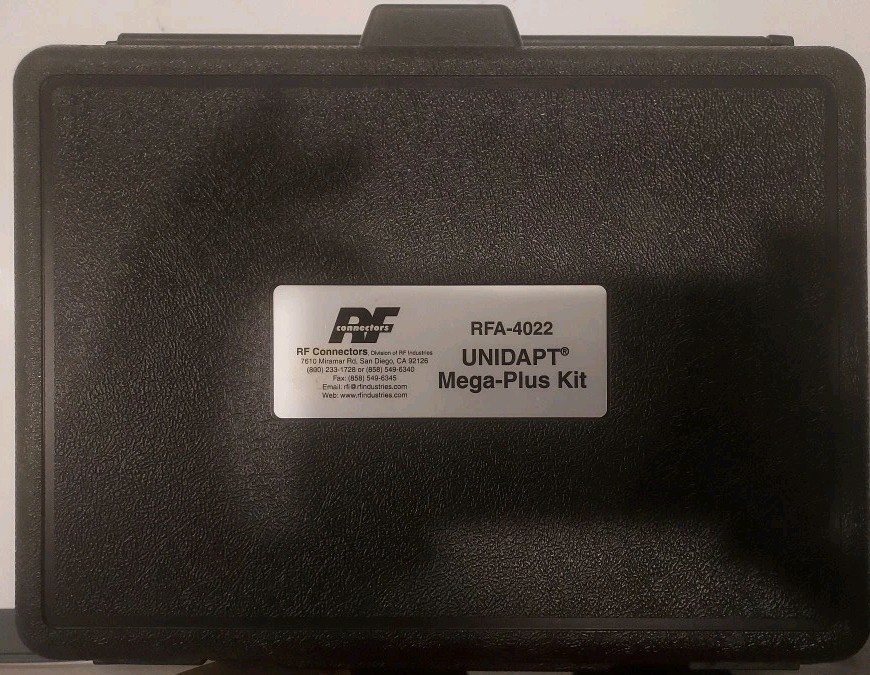 RF
connectors
RF Connectors, Division of RF Industries
7610 Miramar Rd, San Diego, CA 92126
(800) 233-1728 or (858) 549-6340
Fax: (858) 549-6345
Email: rfi@rfindustries.com
Web: www.rfindustries.com
RFA-4022
UNIDAPT®
Mega-Plus Kit